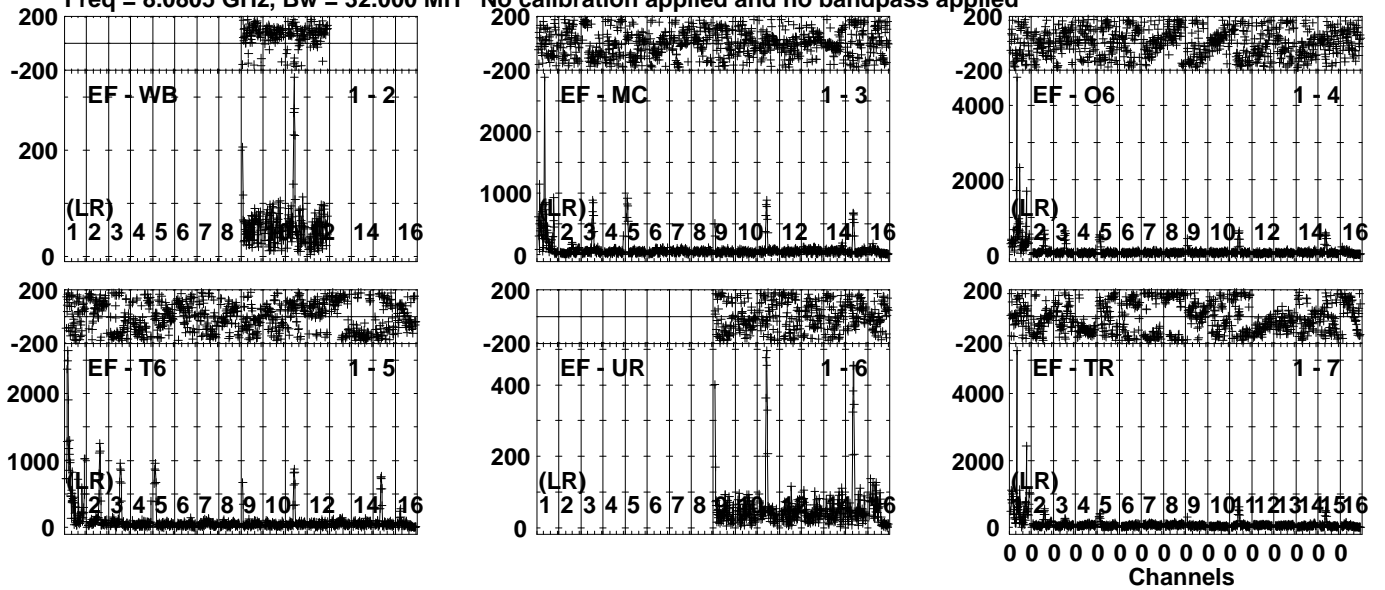 Freq = 8.0805 GHz, Bw = 32.000 MH No calibration applied and no bandpass applied
200
-200
EF - WB 1 - 2
200
0
(LR)
1 2 3 4 5 6 7 8 12 14 16
-200
EF - MC 1 - 3
2000
1000
0
(LR)
2 3 4 5 6 7 8 9 10 12 14 16
200
-200
EF - O6 1 - 4
4000
2000
0
(LR)
2 3 4 5 6 7 8 9 10 12 14 16
200
-200
EF - T6 1 - 5
2000
1000
0
(LR)
2 3 4 5 6 7 8 9 10 12 14 16
200
-200
EF - UR 1 - 6
400
200
0
(LR)
1 2 3 4 5 6 7 8 9 10 12 14 16
200
-200
EF - TR 1 - 7
4000
2000
0
(LR)
2 3 4 5 6 7 8 9 10 11 12 13 14 15 16
0 0 0 0 0 0 0 0 0 0 0 0 0 0 0 0
Channels